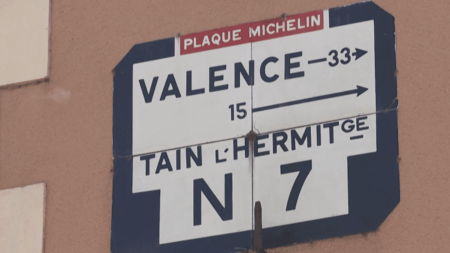 PLAQUE MICHELIN
VALENCE—33→
15→
TAIN L'HERMITGE
N 7